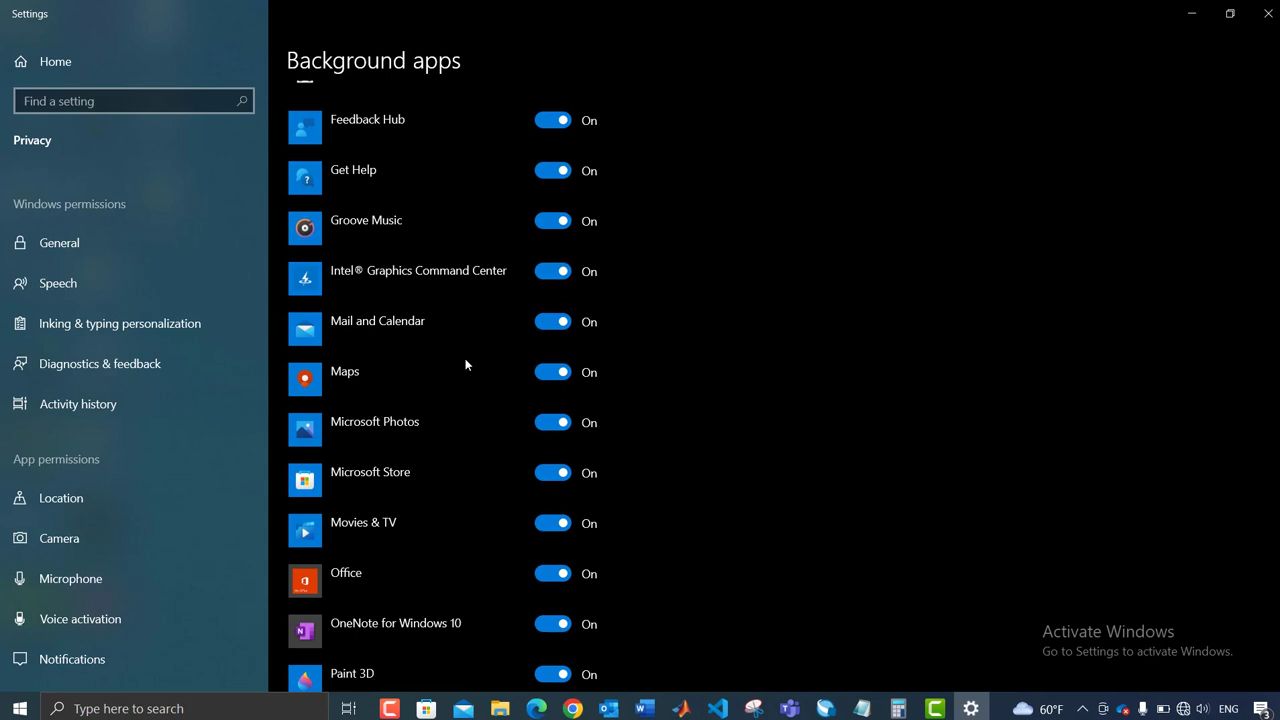 Settings
Home
Find a setting
Privacy
Windows permissions
General
Speech
Inking & typing personalization
Diagnostics & feedback
Activity history
App permissions
Location
Camera
Microphone
Voice activation
Notifications
Background apps
Feedback Hub On
Get Help On
Groove Music On
Intel® Graphics Command Center On
Mail and Calendar On
Maps On
Microsoft Photos On
Microsoft Store On
Movies & TV On
Office On
OneNote for Windows 10 On
Paint 3D On
Activate Windows
Go to Settings to activate Windows.
Type here to search
60°F
ENG